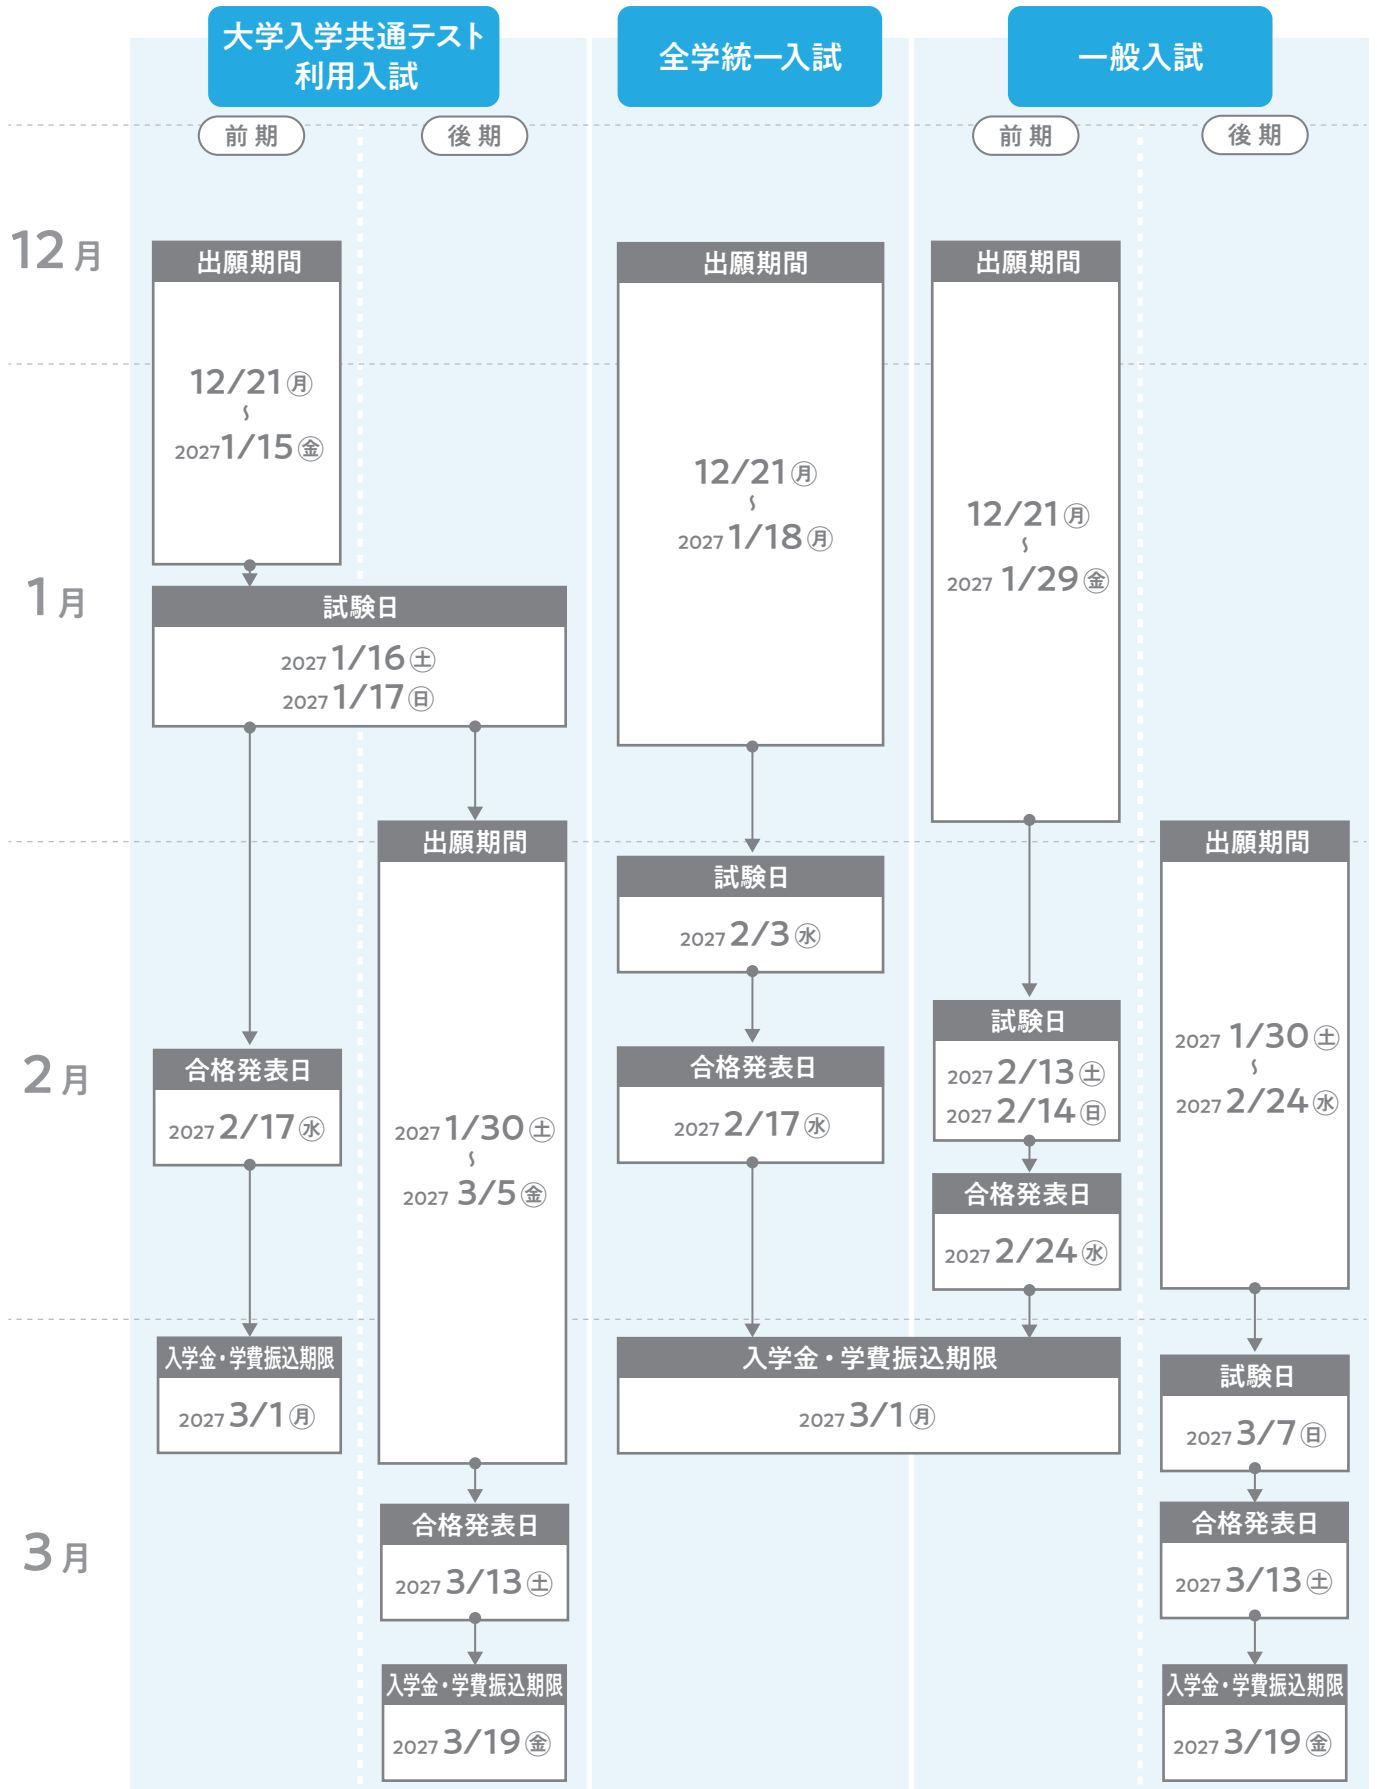 大学入学共通テスト
利用入試
前期
後期
全学統一入試
一般入試
前期
後期
12月
1月
2月
3月
出願期間
12/21㊊
～
2027 1/15㊎
試験日
2027 1/16㊏
2027 1/17㊐
合格発表日
2027 2/17㊌
入学金・学費振込期限
2027 3/1㊊
出願期間
2027 1/30㊏
～
2027 3/5㊎
合格発表日
2027 3/13㊏
入学金・学費振込期限
2027 3/19㊎
出願期間
12/21㊊
～
2027 1/18㊊
試験日
2027 2/3㊌
合格発表日
2027 2/17㊌
出願期間
12/21㊊
～
2027 1/29㊎
試験日
2027 2/13㊏
2027 2/14㊐
合格発表日
2027 2/24㊌
入学金・学費振込期限
2027 3/1㊊
出願期間
2027 1/30㊏
～
2027 2/24㊌
試験日
2027 3/7㊐
合格発表日
2027 3/13㊏
入学金・学費振込期限
2027 3/19㊎